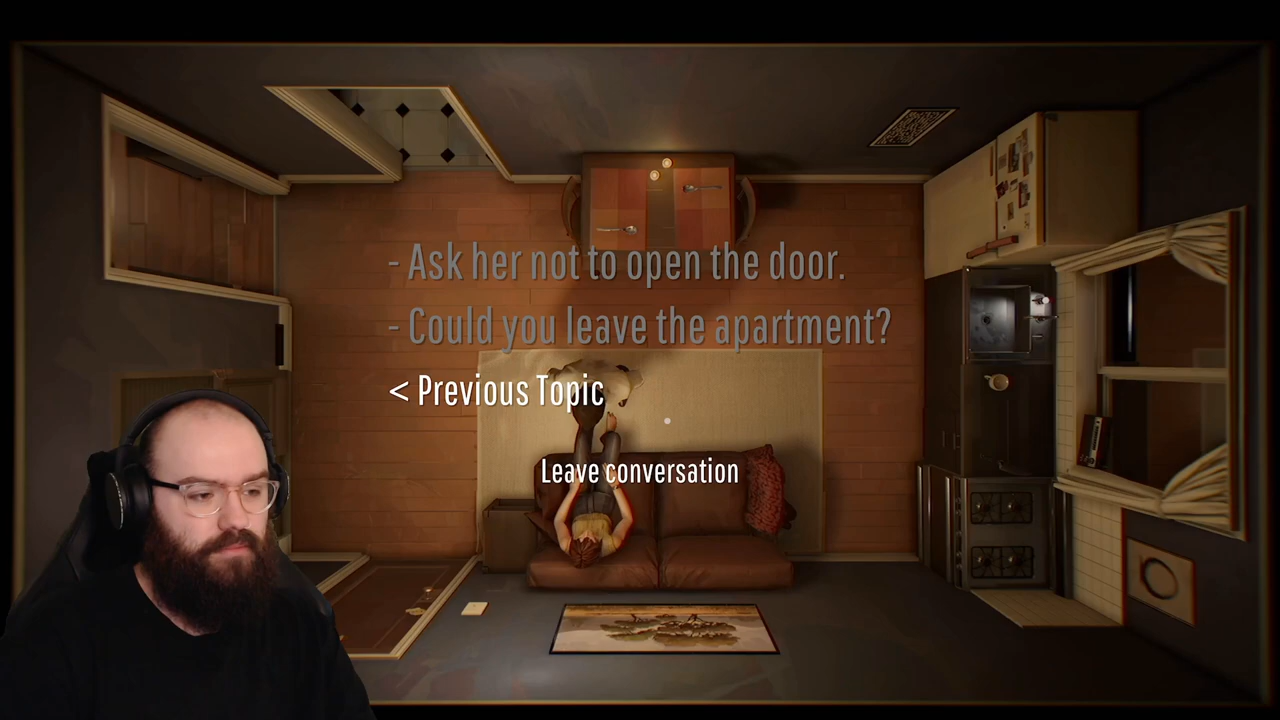 - Ask her not to open the door.
- Could you leave the apartment?
< Previous Topic
Leave conversation